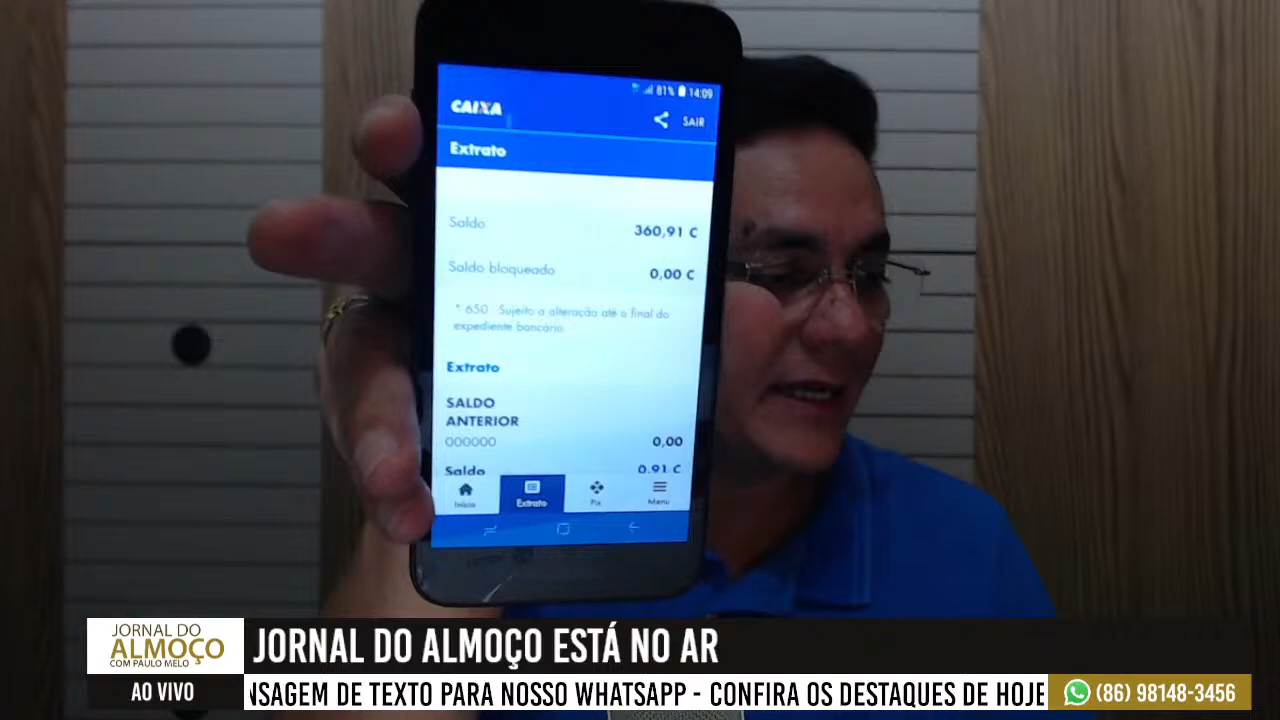 81% 14:09
CAIXA
SAIR
Extrato
Saldo 360,91 C
Saldo bloqueado 0,00 C
* 650 : Sujeito a alteração até o final do
expediente bancário.
Extrato
SALDO
ANTERIOR
000000 0,00
Saldo 0,91 C
Início Extrato Pix Menu
JORNAL DO
ALMOÇO
COM PAULO MELO
JORNAL DO ALMOÇO ESTÁ NO AR
AO VIVO
NSAGEM DE TEXTO PARA NOSSO WHATSAPP - CONFIRA OS DESTAQUES DE HOJE
(86) 98148-3456